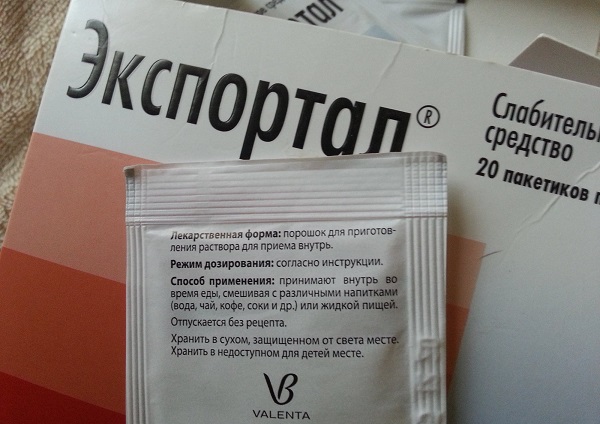 Экспортал®
Слабительн
средство
20 пакетиков п
Лекарственная форма: порошок для приготов-
ления раствора для приема внутрь.
Режим дозирования: согласно инструкции.
Способ применения: принимают внутрь во
время еды, смешивая с различными напитками
(вода, чай, кофе, соки и др.) или жидкой пищей.
Отпускается без рецепта.
Хранить в сухом, защищенном от света месте.
Хранить в недоступном для детей месте.
VALENTA